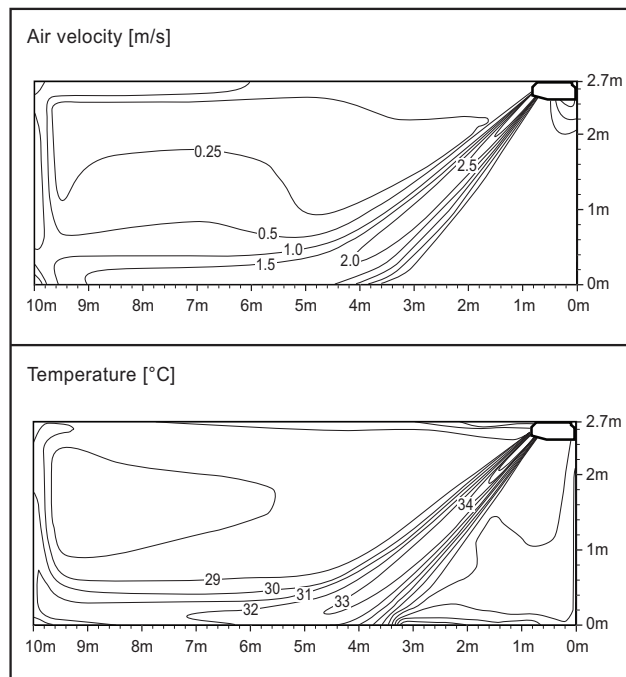 Air velocity [m/s]
2.7m
2m
0.25
2.5
1m
0.5
1.0
1.5
2.0
0m
10m 9m 8m 7m 6m 5m 4m 3m 2m 1m 0m
Temperature [°C]
2.7m
2m
34
1m
29
30
31
33
32
0m
10m 9m 8m 7m 6m 5m 4m 3m 2m 1m 0m